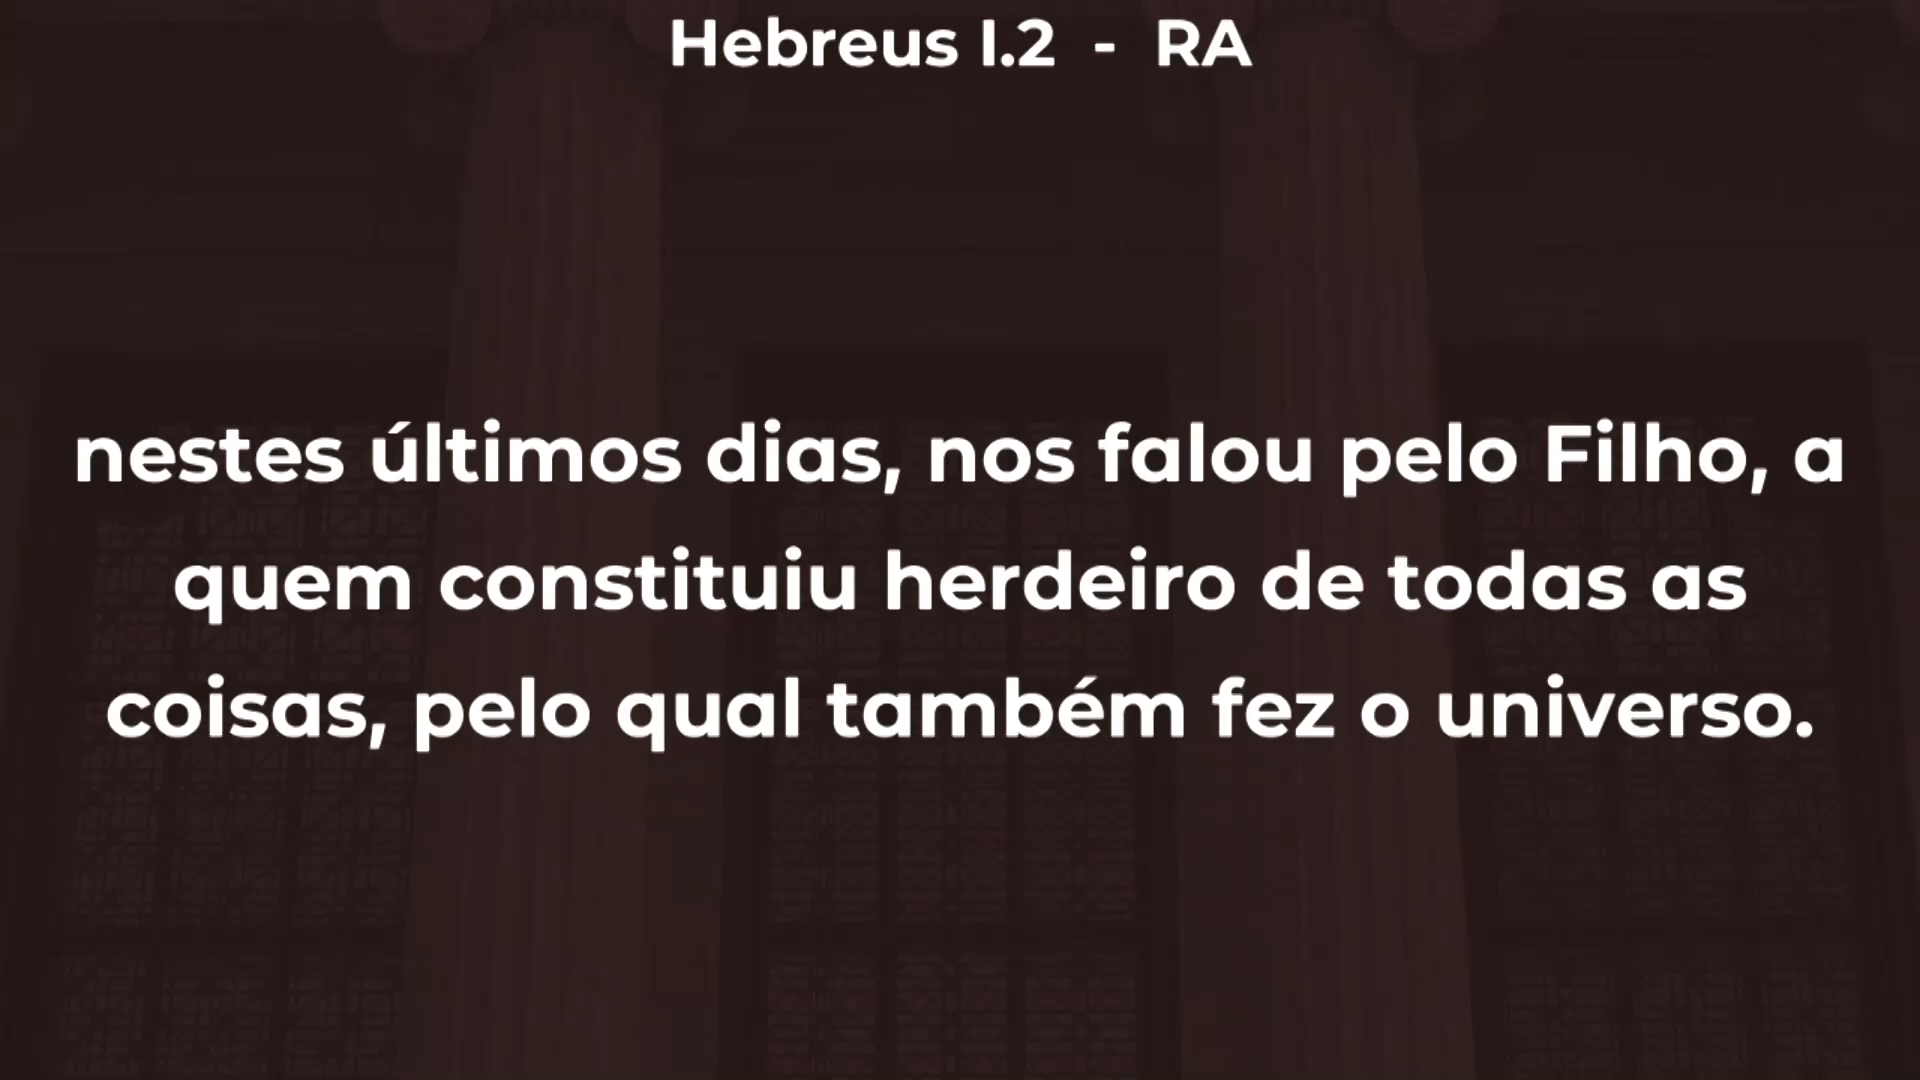 Hebreus I.2 - RA
nestes últimos dias, nos falou pelo Filho, a
quem constituiu herdeiro de todas as
coisas, pelo qual também fez o universo.